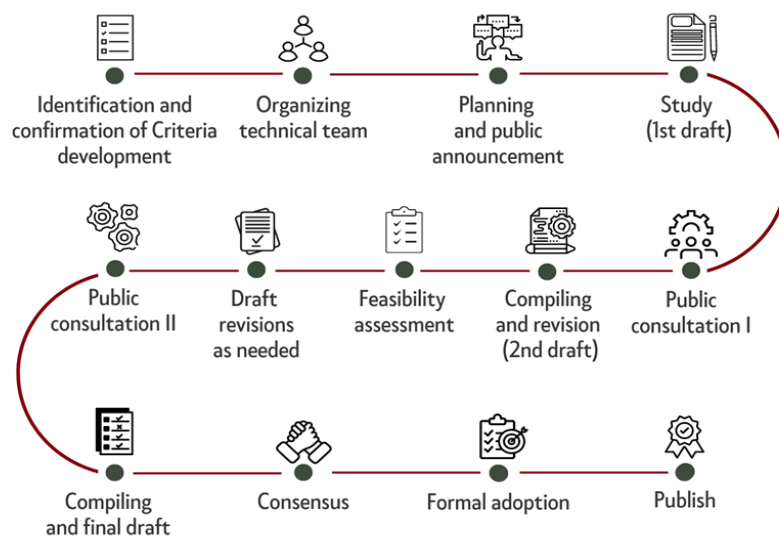 Identification and
confirmation of Criteria
development
Organizing
technical team
Planning
and public
announcement
Study
(1st draft)
Public
consultation I
Compiling
and revision
(2nd draft)
Feasibility
assessment
Draft
revisions
as needed
Public
consultation II
Compiling
and final draft
Consensus
Formal adoption
Publish